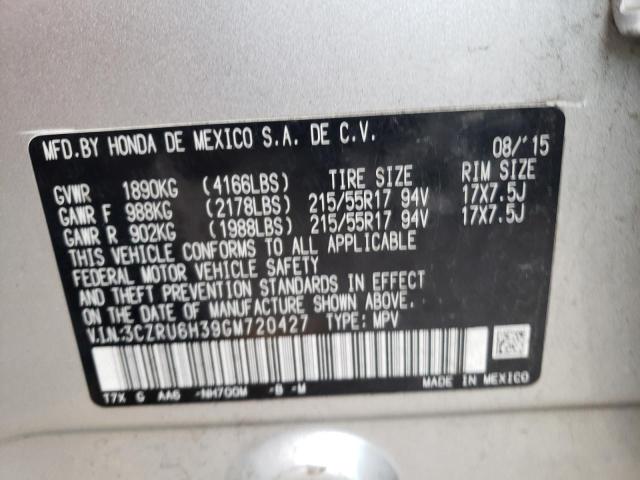 MFD.BY HONDA DE MEXICO S.A. DE C.V. 08/'15
GVWR 1890KG (4166LBS) TIRE SIZE RIM SIZE
GAWR F 988KG (2178LBS) 215/55R17 94V 17X7.5J
GAWR R 902KG (1988LBS) 215/55R17 94V 17X7.5J
THIS VEHICLE CONFORMS TO ALL APPLICABLE
FEDERAL MOTOR VEHICLE SAFETY
AND THEFT PREVENTION STANDARDS IN EFFECT
ON THE DATE OF MANUFACTURE SHOWN ABOVE.
V.I.N.:3CZRU6H39GM720427 TYPE: MPV
T7X G AA6 -NH700M -B -M MADE IN MEXICO